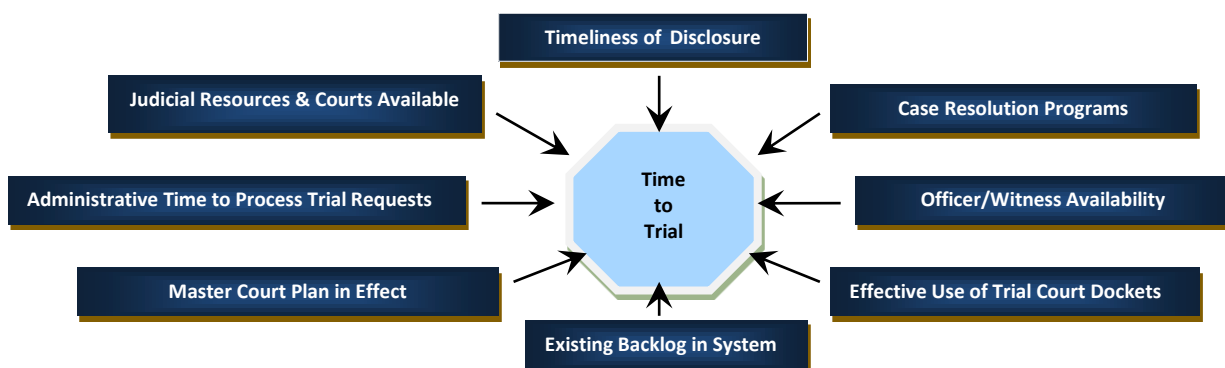 Timeliness of Disclosure
Judicial Resources & Courts Available
Case Resolution Programs
Time
to
Trial
Administrative Time to Process Trial Requests
Officer/Witness Availability
Master Court Plan in Effect
Effective Use of Trial Court Dockets
Existing Backlog in System